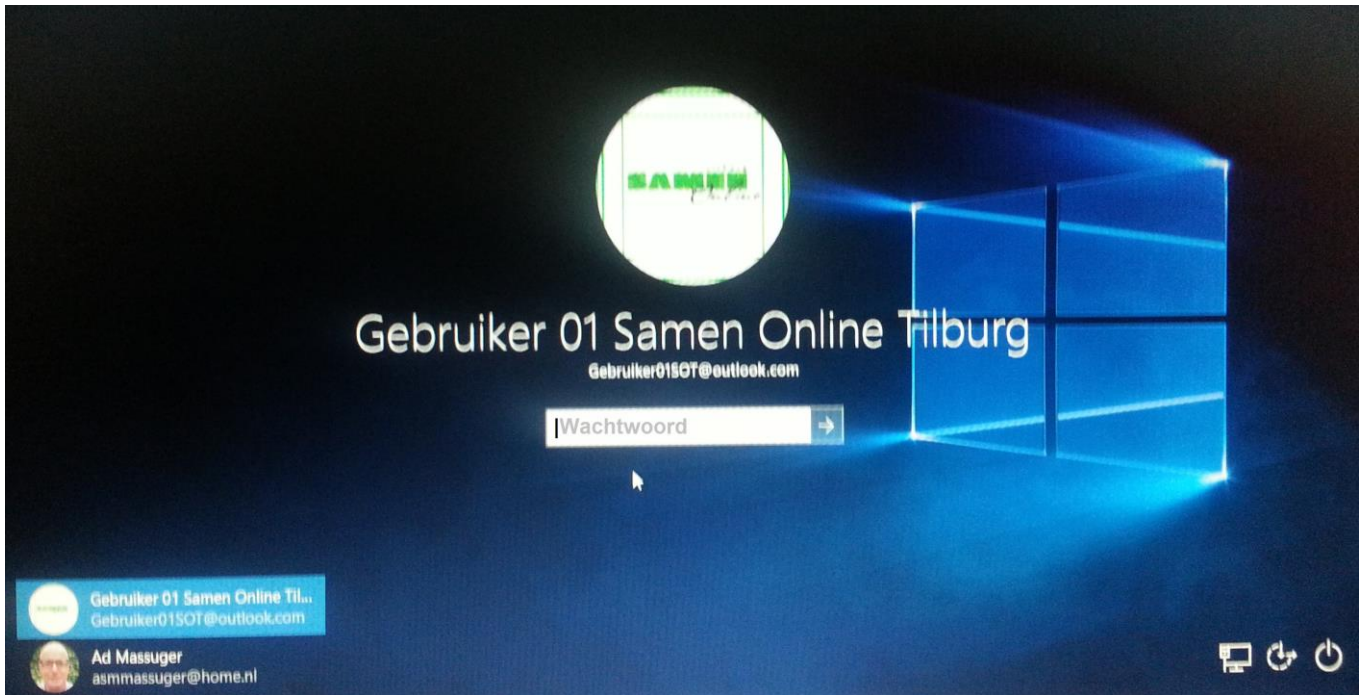 SAMEN
Gebruiker 01 Samen Online Tilburg
Gebruiker01SOT@outlook.com
Wachtwoord
Gebruiker 01 Samen Online Til...
Gebruiker01SOT@outlook.com
Ad Massuger
asmmassuger@home.nl